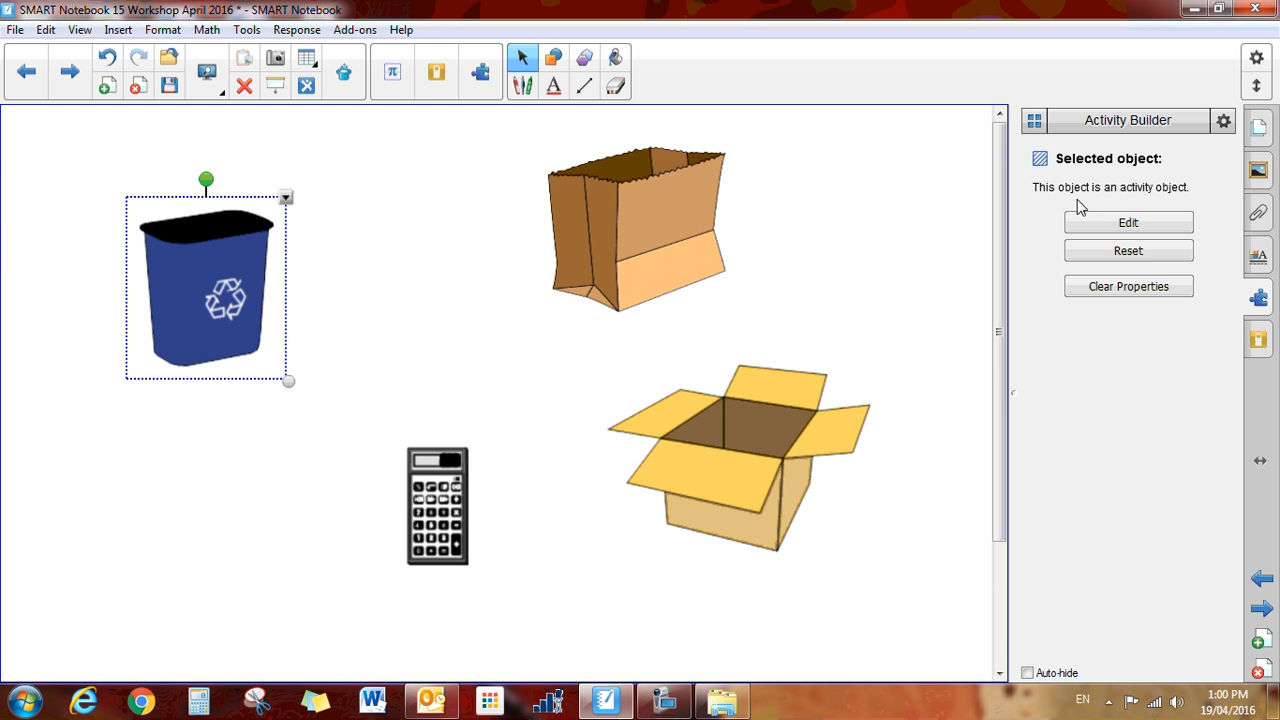 SMART Notebook 15 Workshop April 2016 * - SMART Notebook
File Edit View Insert Format Math Tools Response Add-ons Help
Activity Builder
Selected object:
This object is an activity object.
Edit
Reset
Clear Properties
Auto-hide
EN
1:00 PM
19/04/2016